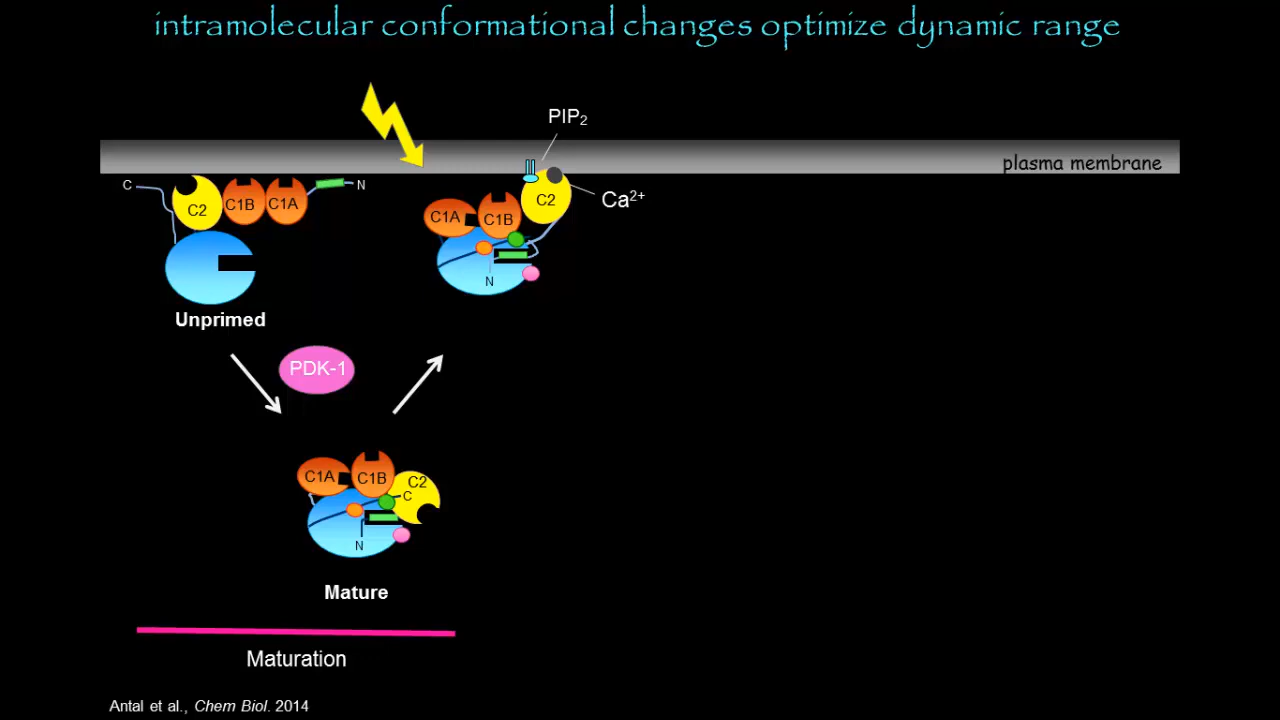 intramolecular conformational changes optimize dynamic range
PIP₂
plasma membrane
C
C2
C1B
C1A
N
C1A
C1B
C2
Ca²⁺
N
Unprimed
PDK-1
C1A
C1B
C2
C
N
Mature
Maturation
Antal et al., Chem Biol. 2014